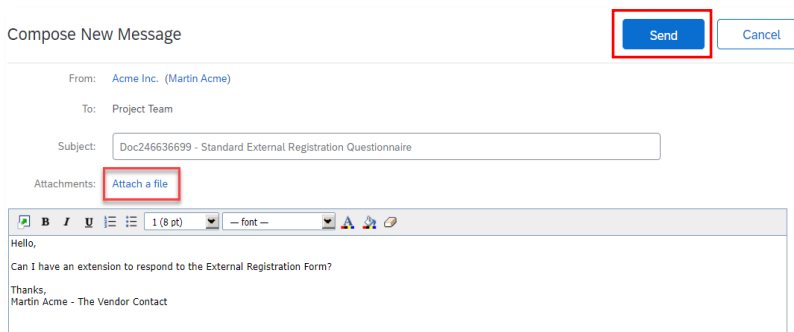 Compose New Message
Send
Cancel
From: Acme Inc. (Martin Acme)
To: Project Team
Subject: Doc246636699 - Standard External Registration Questionnaire
Attachments: Attach a file
B I U 1 (8 pt) — font — A
Hello,
Can I have an extension to respond to the External Registration Form?
Thanks,
Martin Acme - The Vendor Contact